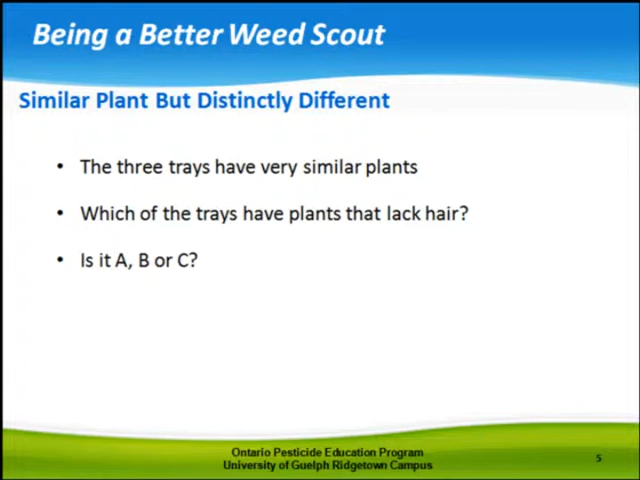 Being a Better Weed Scout
Similar Plant But Distinctly Different
• The three trays have very similar plants
• Which of the trays have plants that lack hair?
• Is it A, B or C?
Ontario Pesticide Education Program
University of Guelph Ridgetown Campus
5